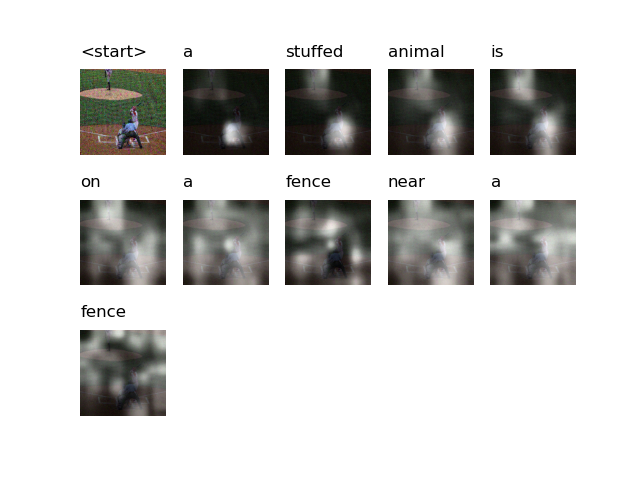 <start> a stuffed animal is
on a fence near a
fence